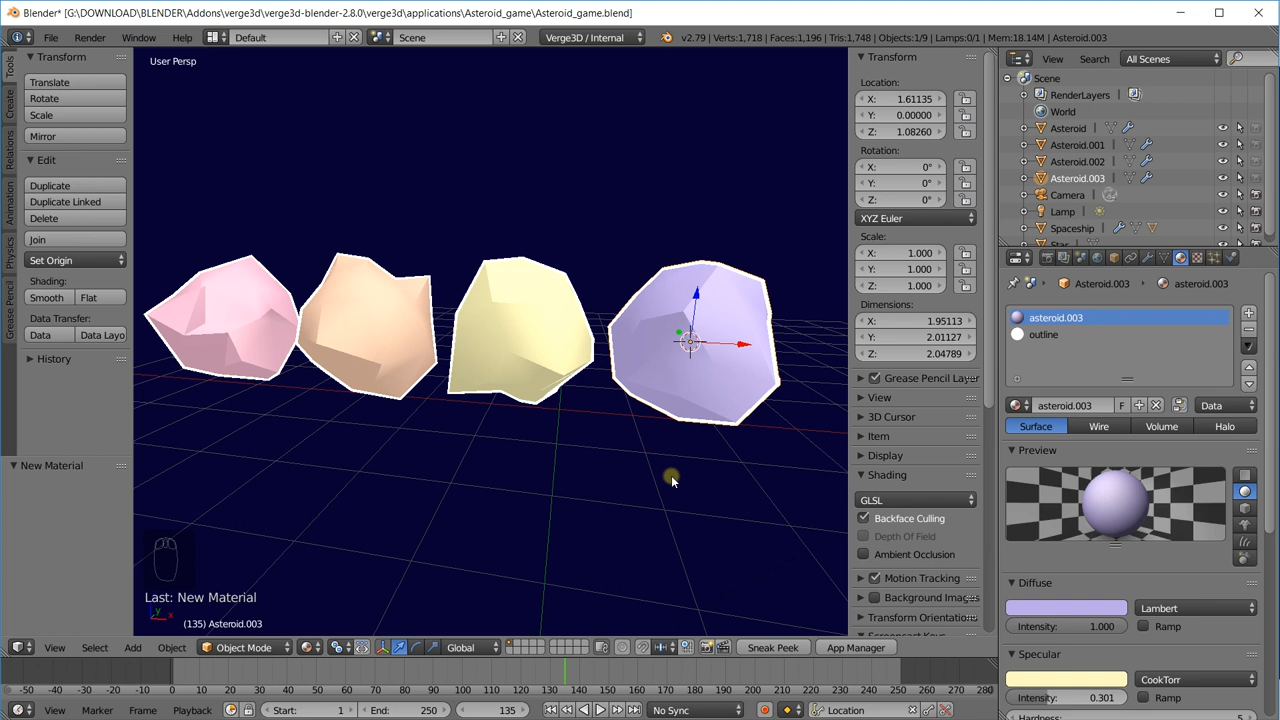 Blender* [G:\DOWNLOAD\BLENDER\Addons\verge3d\verge3d-blender-2.8.0\verge3d\applications\Asteroid_game\Asteroid_game.blend]
File Render Window Help Default Scene Verge3D / Internal v2.79 | Verts:1,718 | Faces:1,196 | Tris:1,748 | Objects:1/9 | Lamps:0/1 | Mem:18.14M | Asteroid.003
Tools
Create
Relations
Animation
Physics
Grease Pencil
Transform
Translate
Rotate
Scale
Mirror
Edit
Duplicate
Duplicate Linked
Delete
Join
Set Origin
Shading:
Smooth Flat
Data Transfer:
Data Data Layo
History
New Material
User Persp
Last: New Material
y x
(135) Asteroid.003
Transform
Location:
X: 1.61135
Y: 0.00000
Z: 1.08260
Rotation:
X: 0°
Y: 0°
Z: 0°
XYZ Euler
Scale:
X: 1.000
Y: 1.000
Z: 1.000
Dimensions:
X: 1.95113
Y: 2.01127
Z: 2.04789
Grease Pencil Layer
View
3D Cursor
Item
Display
Shading
GLSL
Backface Culling
Depth Of Field
Ambient Occlusion
Motion Tracking
Background Images
Transform Orientations
View Search All Scenes
Scene
RenderLayers
World
Asteroid
Asteroid.001
Asteroid.002
Asteroid.003
Camera
Lamp
Spaceship
Star
Asteroid.003 asteroid.003
asteroid.003
outline
asteroid.003 F Data
Surface Wire Volume Halo
Preview
Diffuse
Lambert
Intensity: 1.000 Ramp
Specular
CookTorr
Intensity: 0.301 Ramp
View Select Add Object Object Mode Global Sneak Peek App Manager
-50 -40 -30 -20 -10 0 10 20 30 40 50 60 70 80 90 100 110 120 130 140 150 160 170 180 190 200 210 220 230 240 250 260 270 280
View Marker Frame Playback Start: 1 End: 250 135 No Sync Location